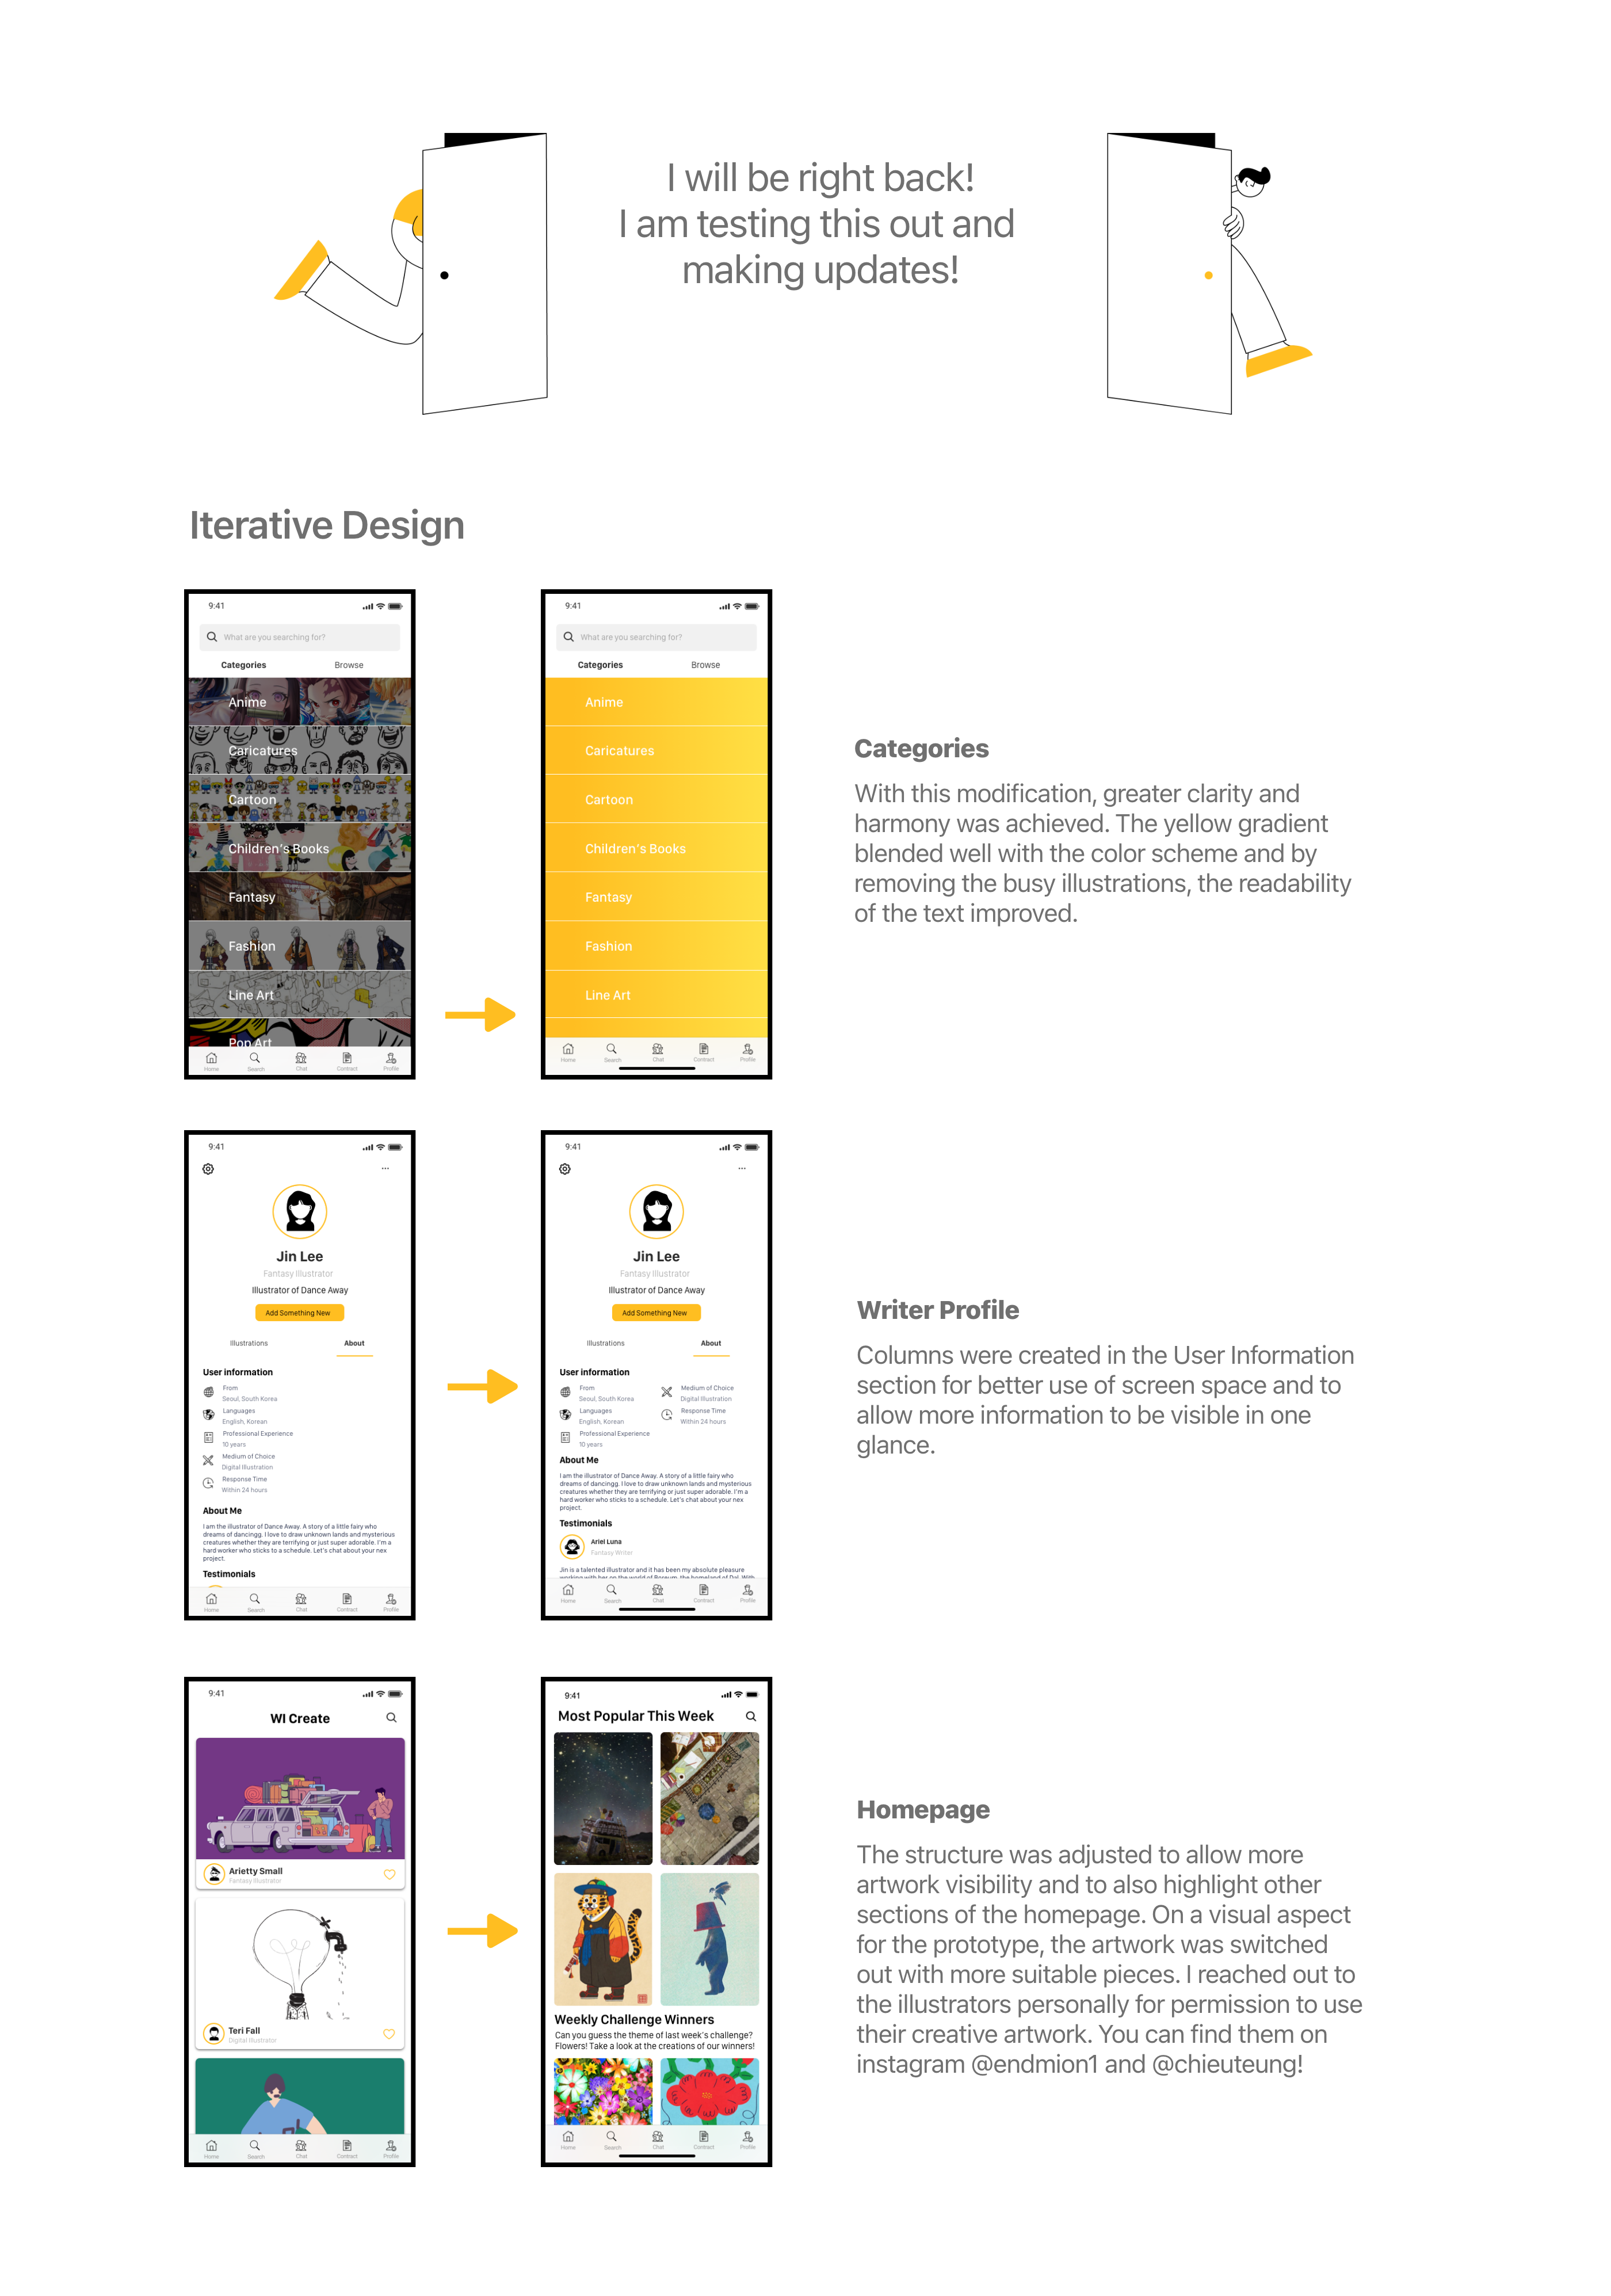 I will be right back!
I am testing this out and
making updates!
Iterative Design
9:41
What are you searching for?
Categories Browse
Anime
Caricatures
Cartoon
Children's Books
Fantasy
Fashion
Line Art
Pop Art
Home Search Chat Contract Profile
9:41
What are you searching for?
Categories Browse
Anime
Caricatures
Cartoon
Children's Books
Fantasy
Fashion
Line Art
Home Search Chat Contract Profile
Categories
With this modification, greater clarity and
harmony was achieved. The yellow gradient
blended well with the color scheme and by
removing the busy illustrations, the readability
of the text improved.
9:41
Jin Lee
Fantasy Illustrator
Illustrator of Dance Away
Add Something New
Illustrations About
User information
From
Seoul, South Korea
Languages
English, Korean
Professional Experience
10 years
Medium of Choice
Digital Illustration
Response Time
Within 24 hours
About Me
I am the illustrator of Dance Away. A story of a little fairy who
dreams of dancingg. I love to draw unknown lands and mysterious
creatures whether they are terrifying or just super adorable. I'm a
hard worker who sticks to a schedule. Let's chat about your nex
project.
Testimonials
Home Search Chat Contract Profile
9:41
Jin Lee
Fantasy Illustrator
Illustrator of Dance Away
Add Something New
Illustrations About
User information
From Medium of Choice
Seoul, South Korea Digital Illustration
Languages Response Time
English, Korean Within 24 hours
Professional Experience
10 years
About Me
I am the illustrator of Dance Away. A story of a little fairy who
dreams of dancingg. I love to draw unknown lands and mysterious
creatures whether they are terrifying or just super adorable. I'm a
hard worker who sticks to a schedule. Let's chat about your nex
project.
Testimonials
Ariel Luna
Fantasy Writer
Jin is a talented illustrator and it has been my absolute pleasure
working with her on the world of Boreum, the homeland of Dal. With
Home Search Chat Contract Profile
Writer Profile
Columns were created in the User Information
section for better use of screen space and to
allow more information to be visible in one
glance.
9:41
WI Create
Arietty Small
Fantasy Illustrator
Teri Fall
Digital Illustrator
Home Search Chat Contract Profile
9:41
Most Popular This Week
Weekly Challenge Winners
Can you guess the theme of last week's challenge?
Flowers! Take a look at the creations of our winners!
Home Search Chat Contract Profile
Homepage
The structure was adjusted to allow more
artwork visibility and to also highlight other
sections of the homepage. On a visual aspect
for the prototype, the artwork was switched
out with more suitable pieces. I reached out to
the illustrators personally for permission to use
their creative artwork. You can find them on
instagram @endmion1 and @chieuteung!